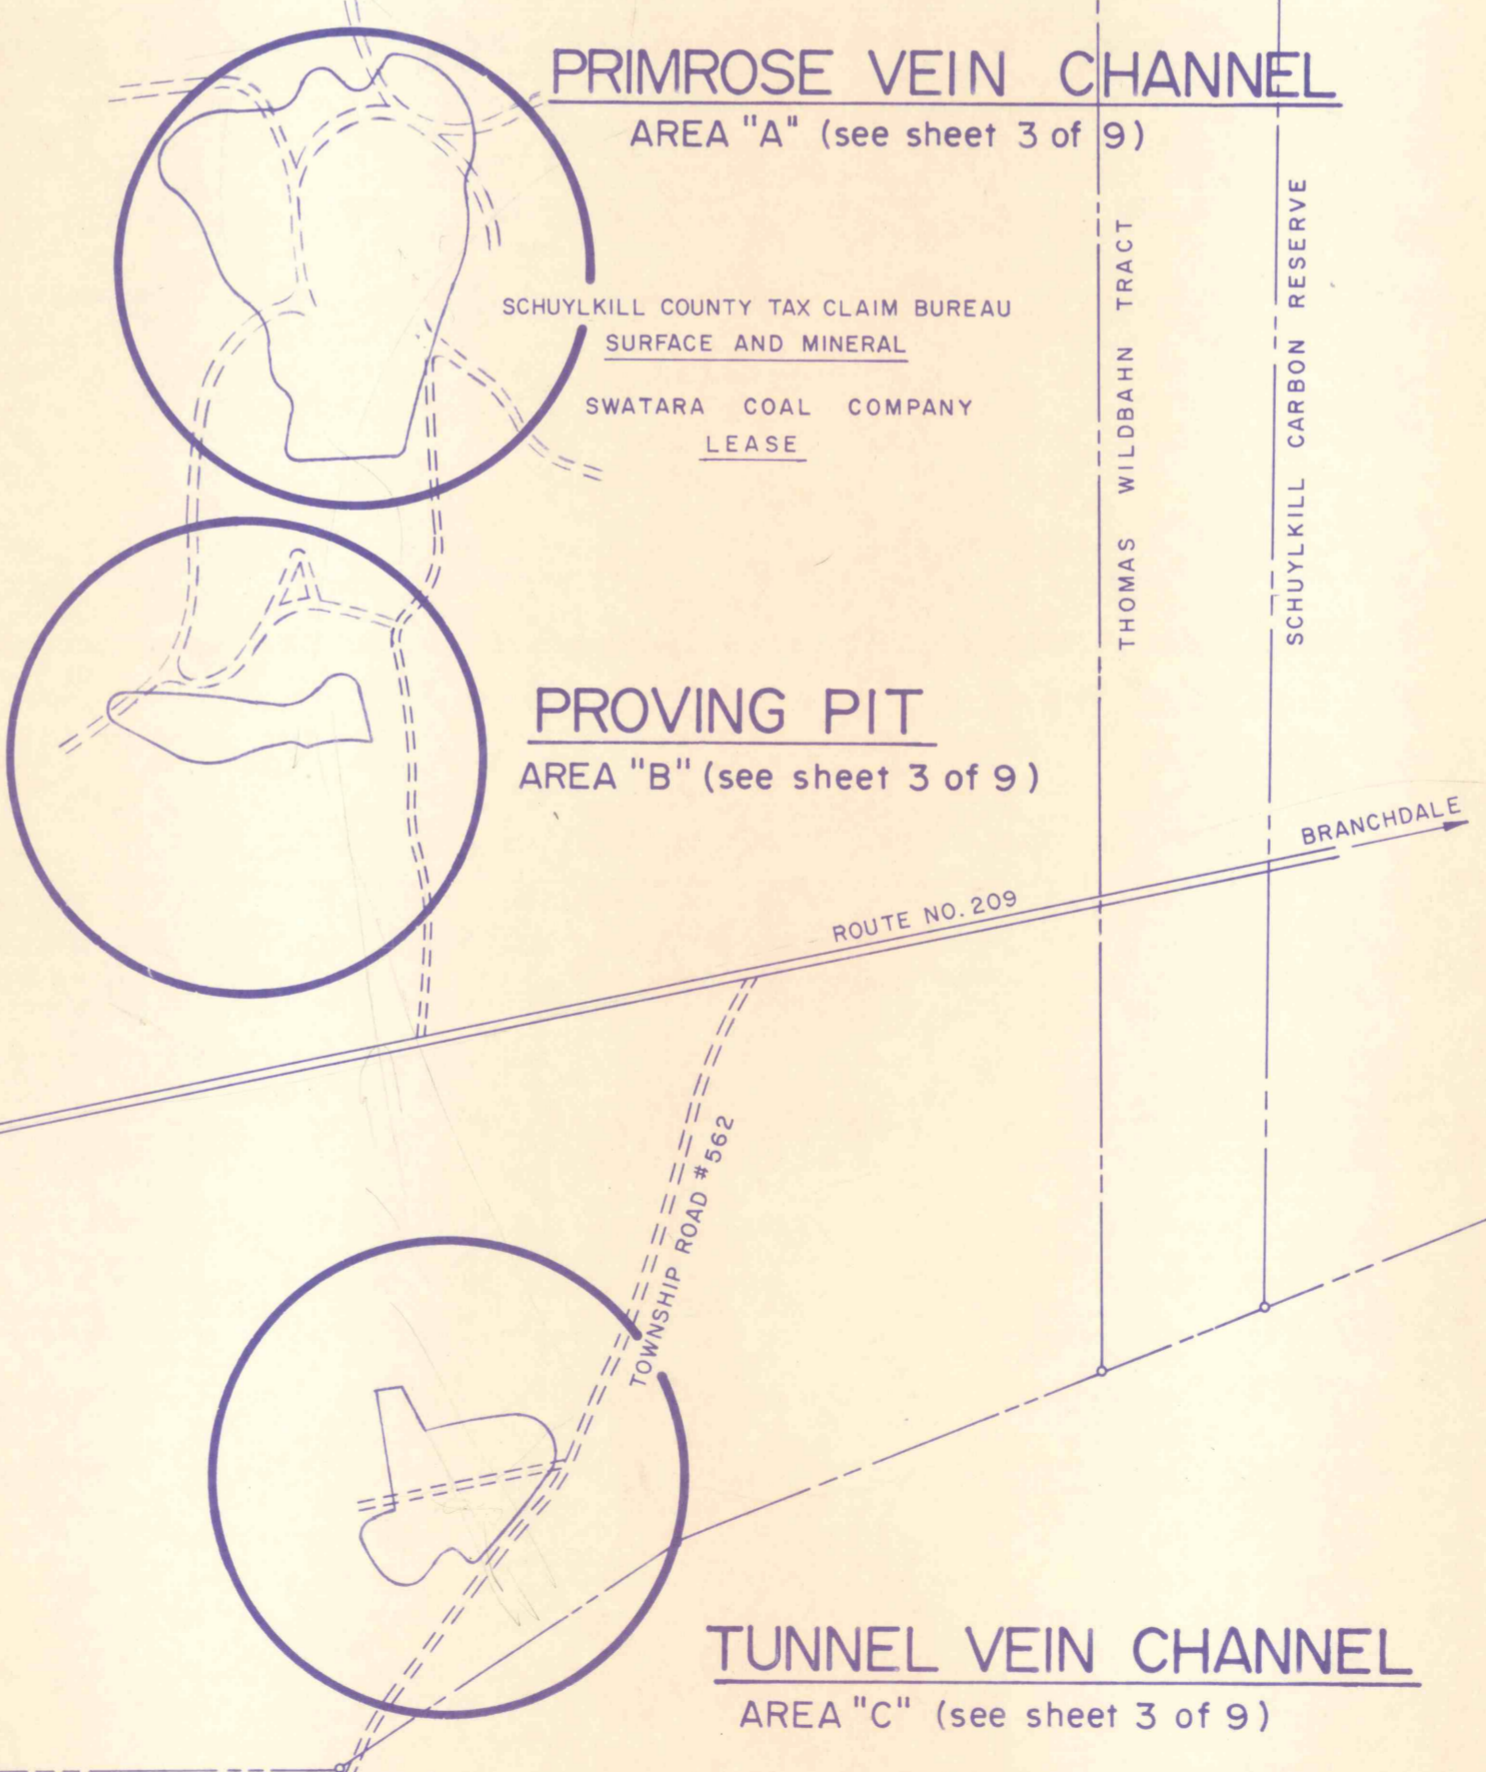 PRIMROSE VEIN CHANNEL
AREA "A" (see sheet 3 of 9)
SCHUYLKILL COUNTY TAX CLAIM BUREAU
SURFACE AND MINERAL
SWATARA COAL COMPANY
LEASE
THOMAS WILDBAHN TRACT
SCHUYLKILL CARBON RESERVE
PROVING PIT
AREA "B" (see sheet 3 of 9)
BRANCHDALE
ROUTE NO. 209
TOWNSHIP ROAD #562
TUNNEL VEIN CHANNEL
AREA "C" (see sheet 3 of 9)